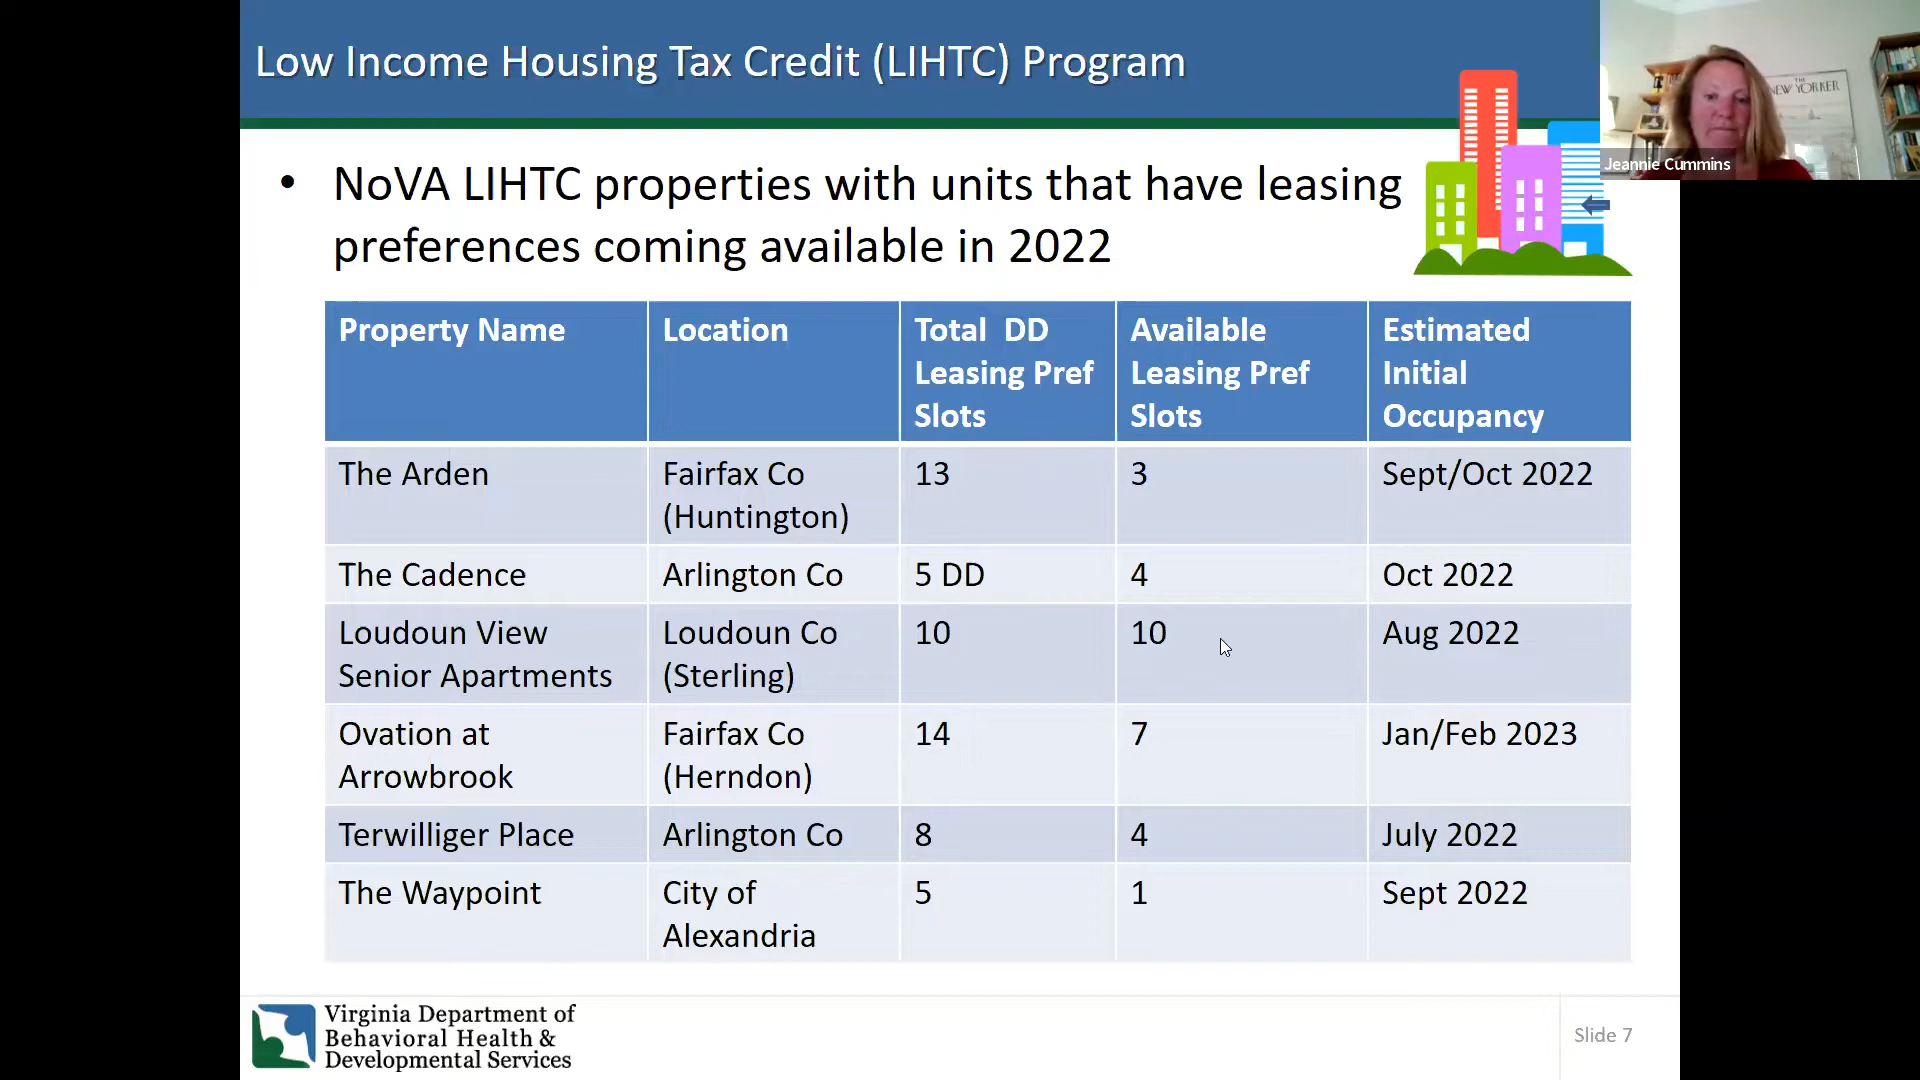 Low Income Housing Tax Credit (LIHTC) Program
THE
NEW YORKER
Jeannie Cummins
• NoVA LIHTC properties with units that have leasing
preferences coming available in 2022
Property Name Location Total DD Leasing Pref Slots Available Leasing Pref Slots Estimated Initial Occupancy
The Arden Fairfax Co (Huntington) 13 3 Sept/Oct 2022
The Cadence Arlington Co 5 DD 4 Oct 2022
Loudoun View Senior Apartments Loudoun Co (Sterling) 10 10 Aug 2022
Ovation at Arrowbrook Fairfax Co (Herndon) 14 7 Jan/Feb 2023
Terwilliger Place Arlington Co 8 4 July 2022
The Waypoint City of Alexandria 5 1 Sept 2022
Virginia Department of
Behavioral Health &
Developmental Services
Slide 7